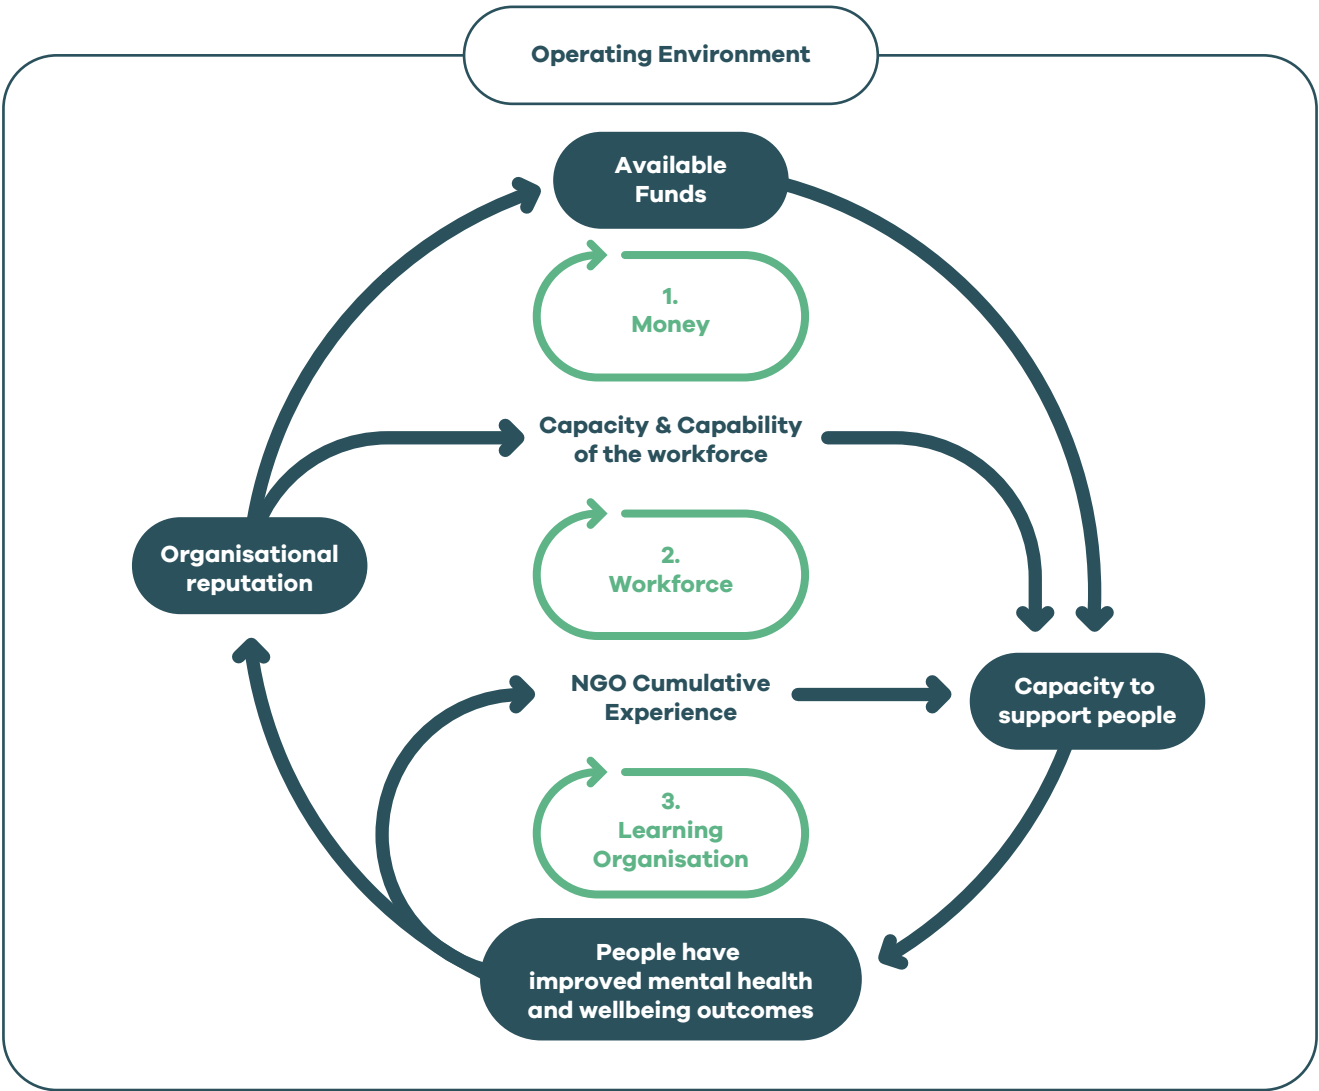 Operating Environment
Available
Funds
1.
Money
Capacity & Capability
of the workforce
Organisational
reputation
2.
Workforce
NGO Cumulative
Experience
Capacity to
support people
3.
Learning
Organisation
People have
improved mental health
and wellbeing outcomes